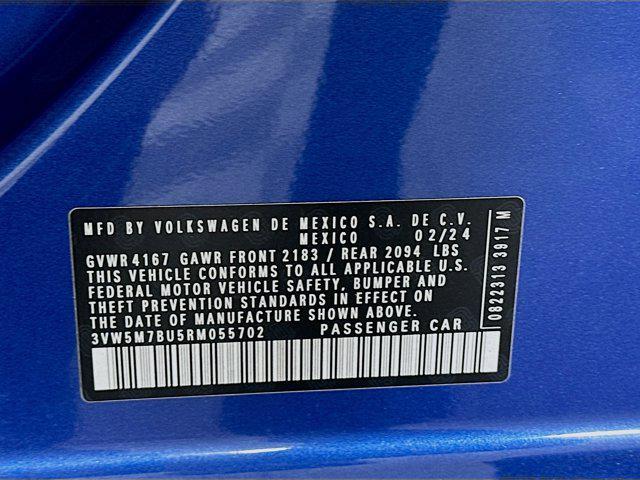 MFD BY VOLKSWAGEN DE MEXICO S.A. DE C.V.
MEXICO 02/24
GVWR 4167 GAWR FRONT 2183 / REAR 2094 LBS
THIS VEHICLE CONFORMS TO ALL APPLICABLE U.S.
FEDERAL MOTOR VEHICLE SAFETY, BUMPER AND
THEFT PREVENTION STANDARDS IN EFFECT ON
THE DATE OF MANUFACTURE SHOWN ABOVE.
3VW5M7BU5RM055702 PASSENGER CAR
0822313 3917 M